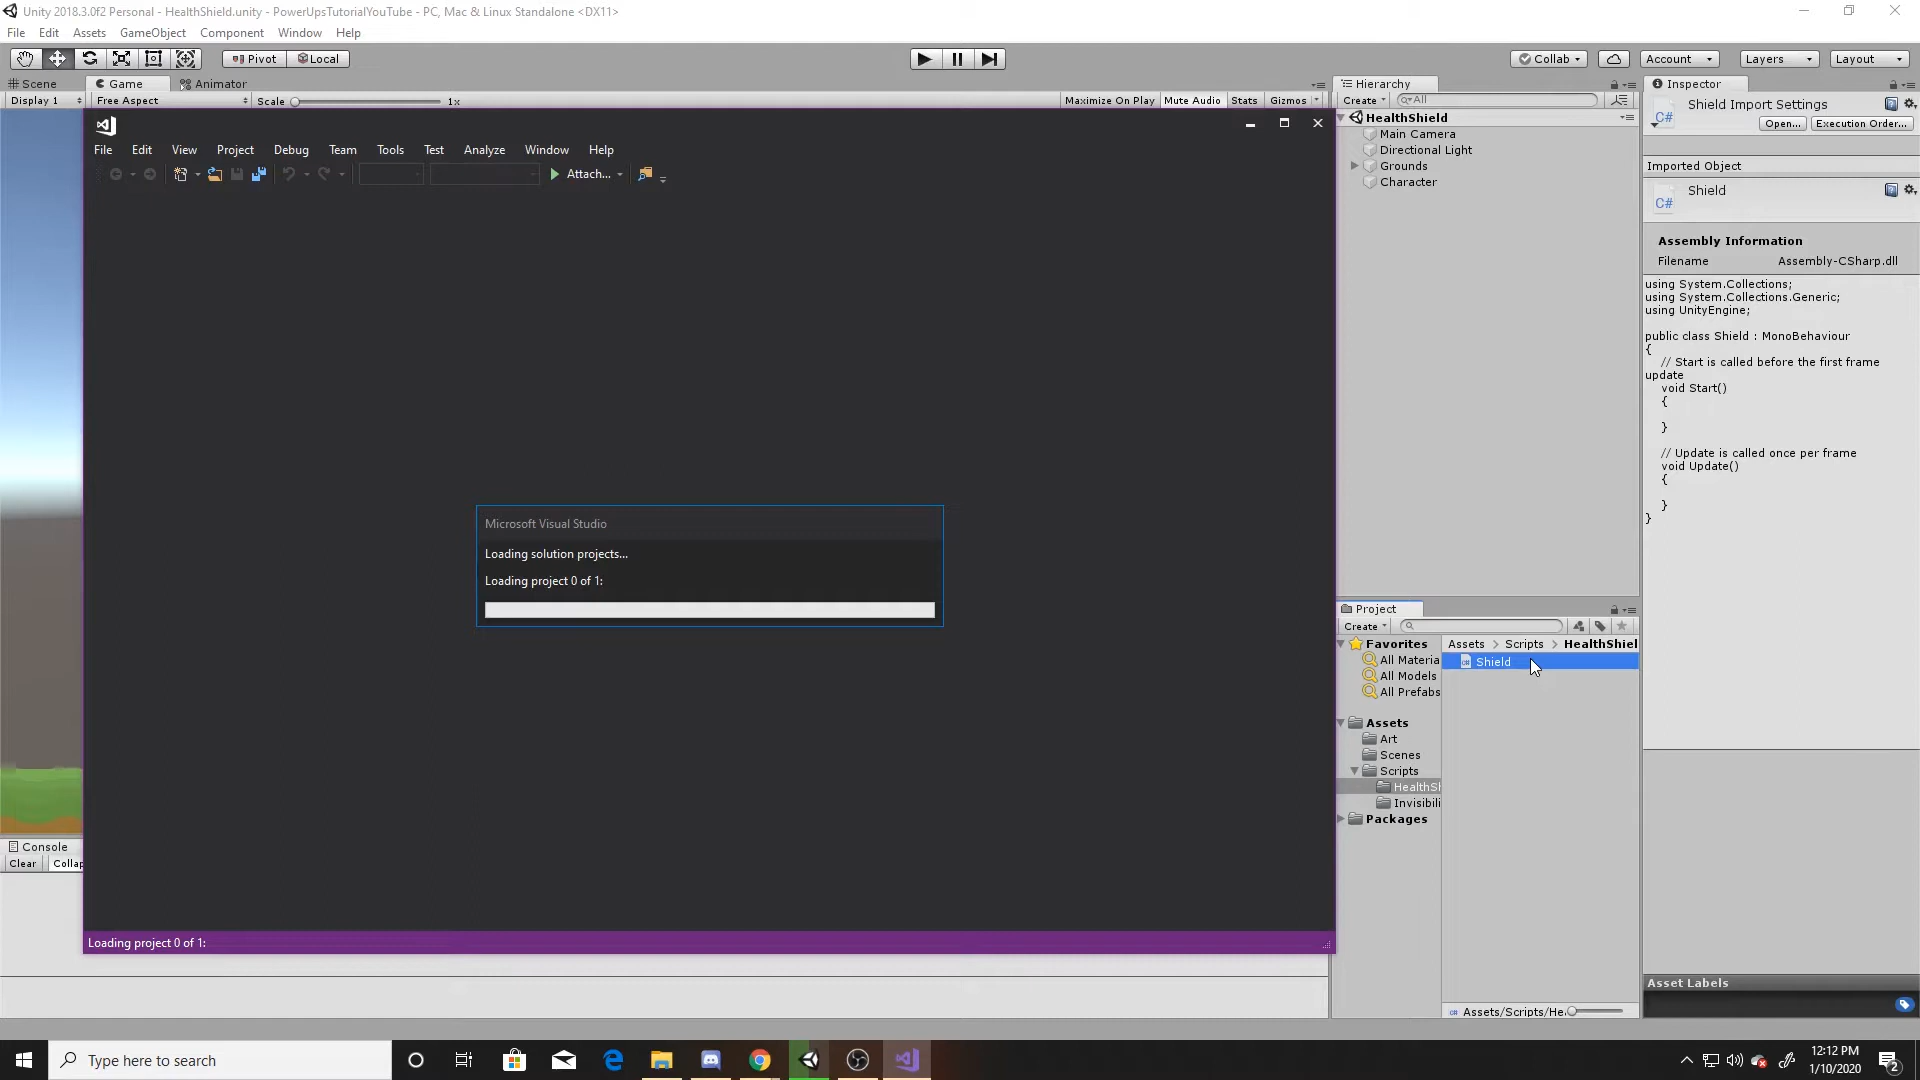 Unity 2018.3.0f2 Personal - HealthShield.unity - PowerUpsTutorialYouTube - PC, Mac & Linux Standalone <DX11>
File Edit Assets GameObject Component Window Help
Pivot Local Collab Account Layers Layout
Scene Game Animator
Display 1 Free Aspect Scale 1x Maximize On Play Mute Audio Stats Gizmos
File Edit View Project Debug Team Tools Test Analyze Window Help
Attach...
Microsoft Visual Studio
Loading solution projects...
Loading project 0 of 1:
Loading project 0 of 1:
Console
Clear Collap
Hierarchy
Create All
HealthShield
Main Camera
Directional Light
Grounds
Character
Project
Create
Favorites
All Materia
All Models
All Prefabs
Assets
Art
Scenes
Scripts
HealthSh
Invisibili
Packages
Assets > Scripts > HealthShiel
Shield
Assets/Scripts/He
Inspector
Shield Import Settings
C#
Open... Execution Order...
Imported Object
Shield
C#
Assembly Information
Filename Assembly-CSharp.dll
using System.Collections;
using System.Collections.Generic;
using UnityEngine;
public class Shield : MonoBehaviour
{
// Start is called before the first frame
update
void Start()
{
}
// Update is called once per frame
void Update()
{
}
}
Asset Labels
Type here to search
12:12 PM
1/10/2020
2